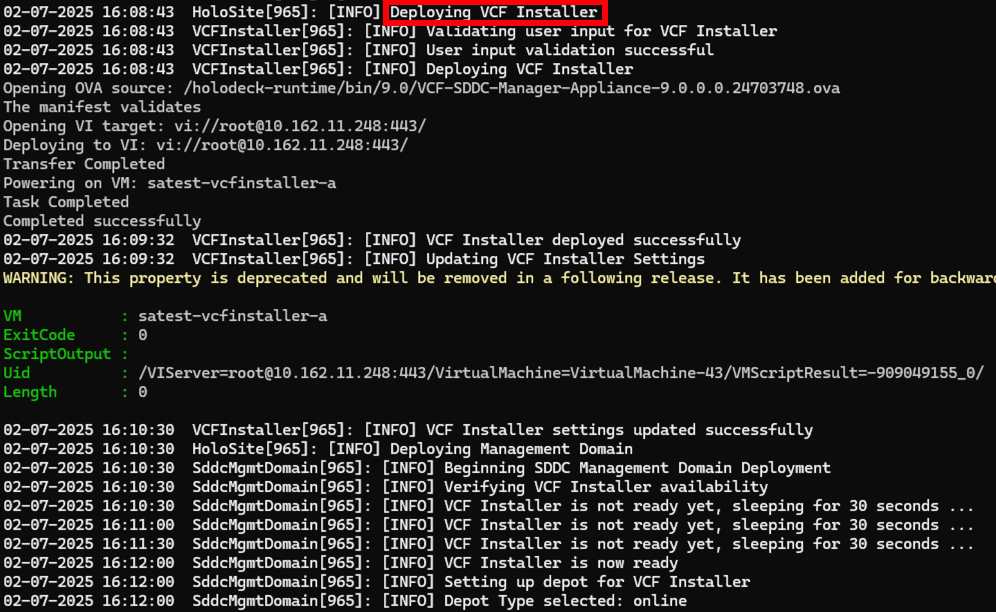 02-07-2025 16:08:43  HoloSite[965]: [INFO] Deploying VCF Installer
02-07-2025 16:08:43  VCFInstaller[965]: [INFO] Validating user input for VCF Installer
02-07-2025 16:08:43  VCFInstaller[965]: [INFO] User input validation successful
02-07-2025 16:08:43  VCFInstaller[965]: [INFO] Deploying VCF Installer
Opening OVA source: /holodeck-runtime/bin/9.0/VCF-SDDC-Manager-Appliance-9.0.0.0.24703748.ova
The manifest validates
Opening VI target: vi://root@10.162.11.248:443/
Deploying to VI: vi://root@10.162.11.248:443/
Transfer Completed
Powering on VM: satest-vcfinstaller-a
Task Completed
Completed successfully
02-07-2025 16:09:32  VCFInstaller[965]: [INFO] VCF Installer deployed successfully
02-07-2025 16:09:32  VCFInstaller[965]: [INFO] Updating VCF Installer Settings
WARNING: This property is deprecated and will be removed in a following release. It has been added for backwar
VM           : satest-vcfinstaller-a
ExitCode     : 0
ScriptOutput :
Uid          : /VIServer=root@10.162.11.248:443/VirtualMachine=VirtualMachine-43/VMScriptResult=-909049155_0/
Length       : 0
02-07-2025 16:10:30  VCFInstaller[965]: [INFO] VCF Installer settings updated successfully
02-07-2025 16:10:30  HoloSite[965]: [INFO] Deploying Management Domain
02-07-2025 16:10:30  SddcMgmtDomain[965]: [INFO] Beginning SDDC Management Domain Deployment
02-07-2025 16:10:30  SddcMgmtDomain[965]: [INFO] Verifying VCF Installer availability
02-07-2025 16:10:30  SddcMgmtDomain[965]: [INFO] VCF Installer is not ready yet, sleeping for 30 seconds ...
02-07-2025 16:11:00  SddcMgmtDomain[965]: [INFO] VCF Installer is not ready yet, sleeping for 30 seconds ...
02-07-2025 16:11:30  SddcMgmtDomain[965]: [INFO] VCF Installer is not ready yet, sleeping for 30 seconds ...
02-07-2025 16:12:00  SddcMgmtDomain[965]: [INFO] VCF Installer is now ready
02-07-2025 16:12:00  SddcMgmtDomain[965]: [INFO] Setting up depot for VCF Installer
02-07-2025 16:12:00  SddcMgmtDomain[965]: [INFO] Depot Type selected: online